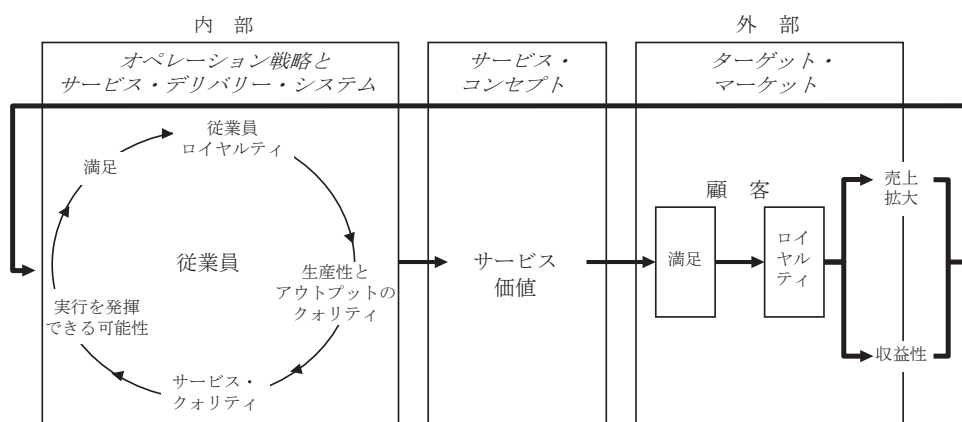 内 部
外 部
オペレーション戦略と
サービス・デリバリー・システム
サービス・
コンセプト
ターゲット・
マーケット
従業員
ロイヤルティ
満足
従業員
生産性と
アウトプットの
クォリティ
実行を発揮
できる可能性
サービス・
クォリティ
サービス
価値
顧 客
満足
ロイ
ヤル
ティ
売上
拡大
収益性